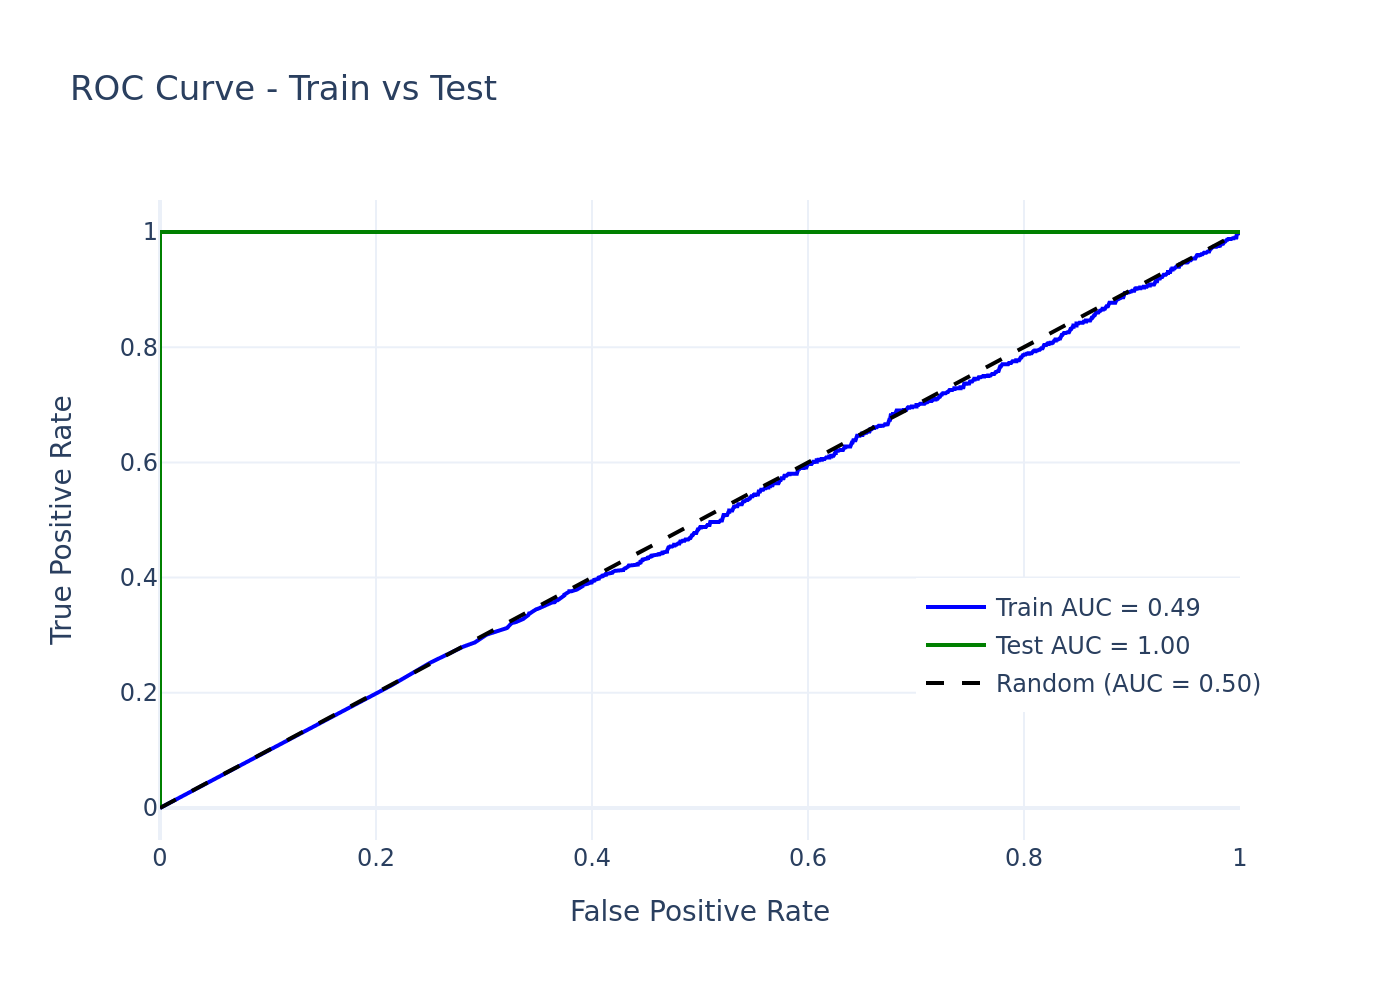 ROC Curve - Train vs Test
True Positive Rate
1
0.8
0.6
0.4
0.2
0
0 0.2 0.4 0.6 0.8 1
False Positive Rate
Train AUC = 0.49
Test AUC = 1.00
Random (AUC = 0.50)